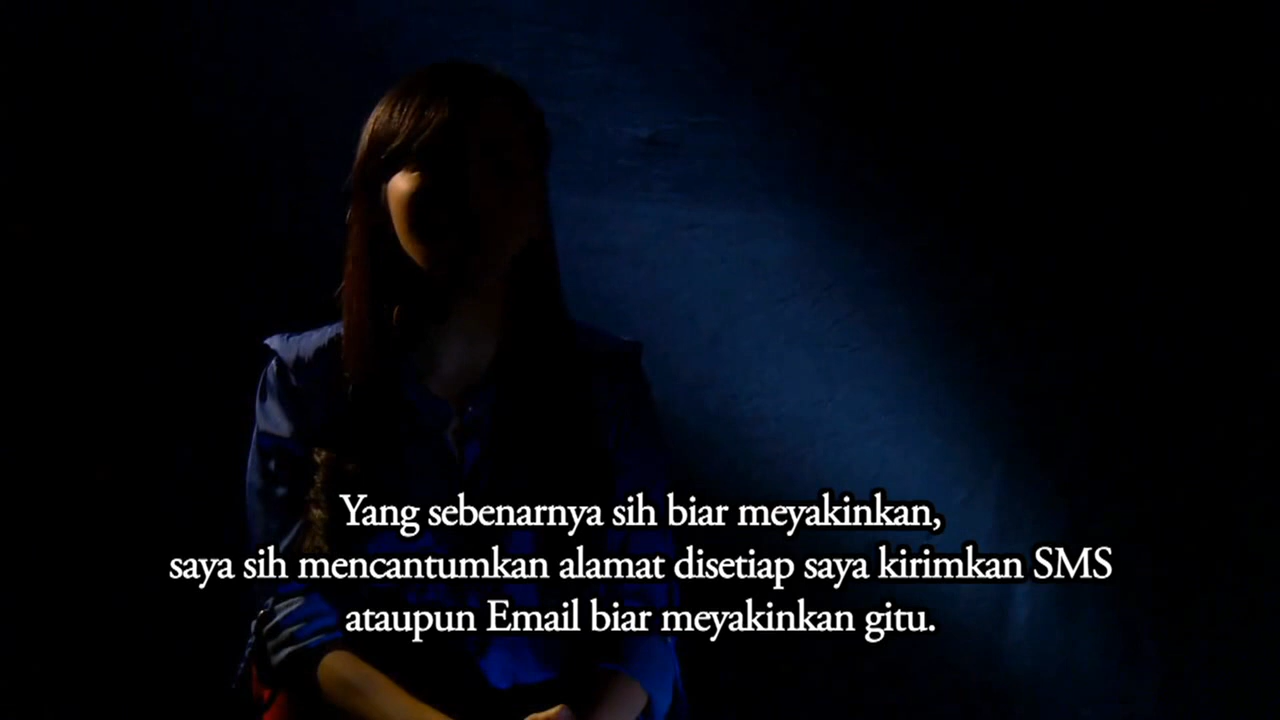 Yang sebenarnya sih biar meyakinkan,
saya sih mencantumkan alamat disetiap saya kirimkan SMS
ataupun Email biar meyakinkan gitu.